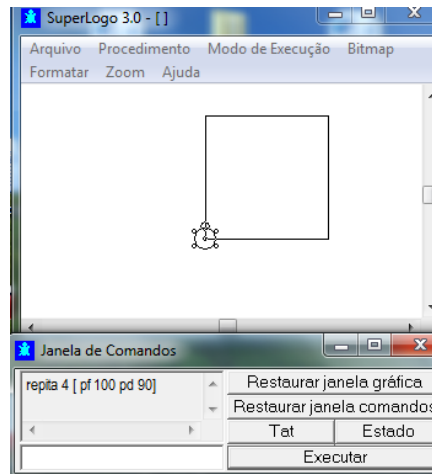 SuperLogo 3.0 - [ ]
Arquivo Procedimento Modo de Execução Bitmap
Formatar Zoom Ajuda
Janela de Comandos
repita 4 [ pf 100 pd 90]
Restaurar janela gráfica
Restaurar janela comandos
Tat Estado
Executar